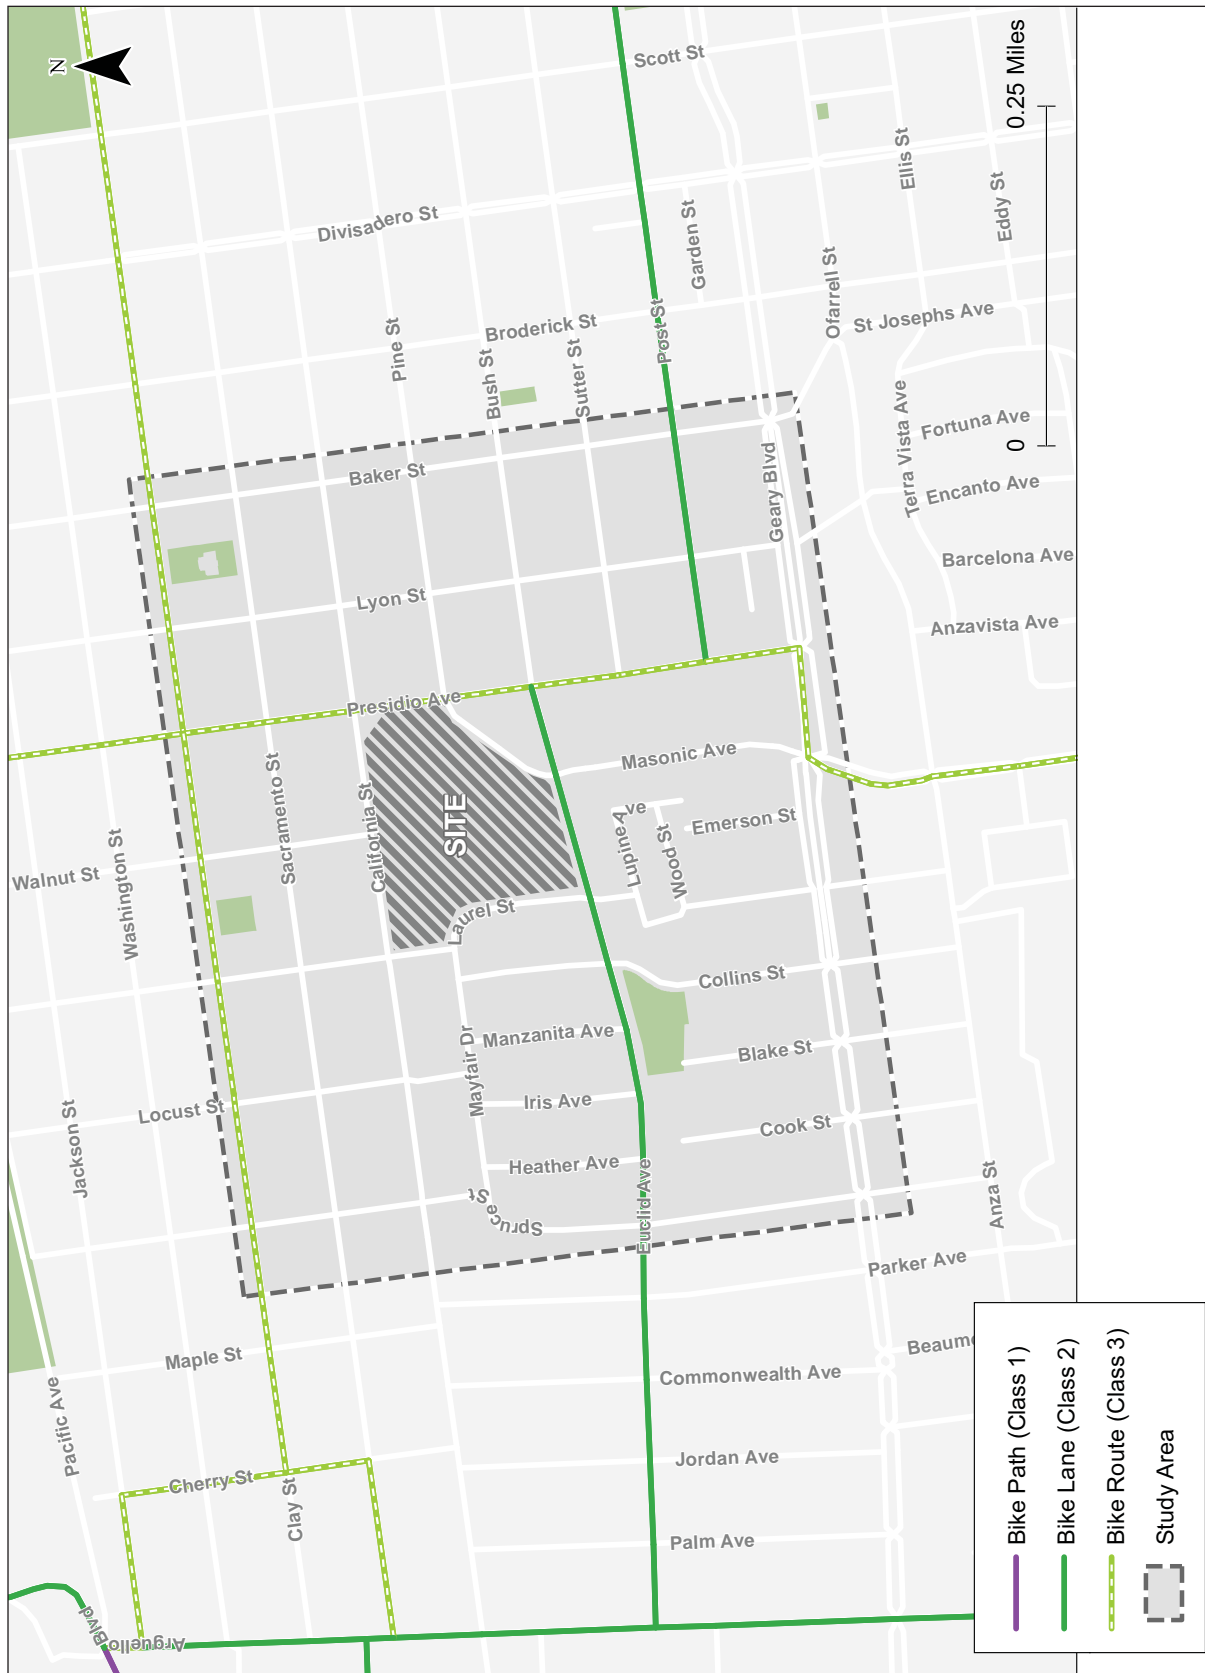 N
Scott St
0.25 Miles
0
Ellis St
Eddy St
Divisadero St
Garden St
Ofarrell St
St Josephs Ave
Pine St
Broderick St
Bush St
Sutter St
Post St
Terra Vista Ave
Fortuna Ave
Baker St
Geary Blvd
Encanto Ave
Barcelona Ave
Lyon St
Anzavista Ave
Presidio Ave
Masonic Ave
Sacramento St
California St
SITE
Lupine Ave
Wood St
Emerson St
Walnut St
Washington St
Laurel St
Collins St
Manzanita Ave
Blake St
Mayfair Dr
Locust St
Iris Ave
Cook St
Jackson St
Heather Ave
Spruce St
Euclid Ave
Anza St
Parker Ave
Maple St
Commonwealth Ave
Pacific Ave
Jordan Ave
Cherry St
Clay St
Palm Ave
Arguello Blvd
Bike Path (Class 1)
Bike Lane (Class 2)
Bike Route (Class 3)
Study Area